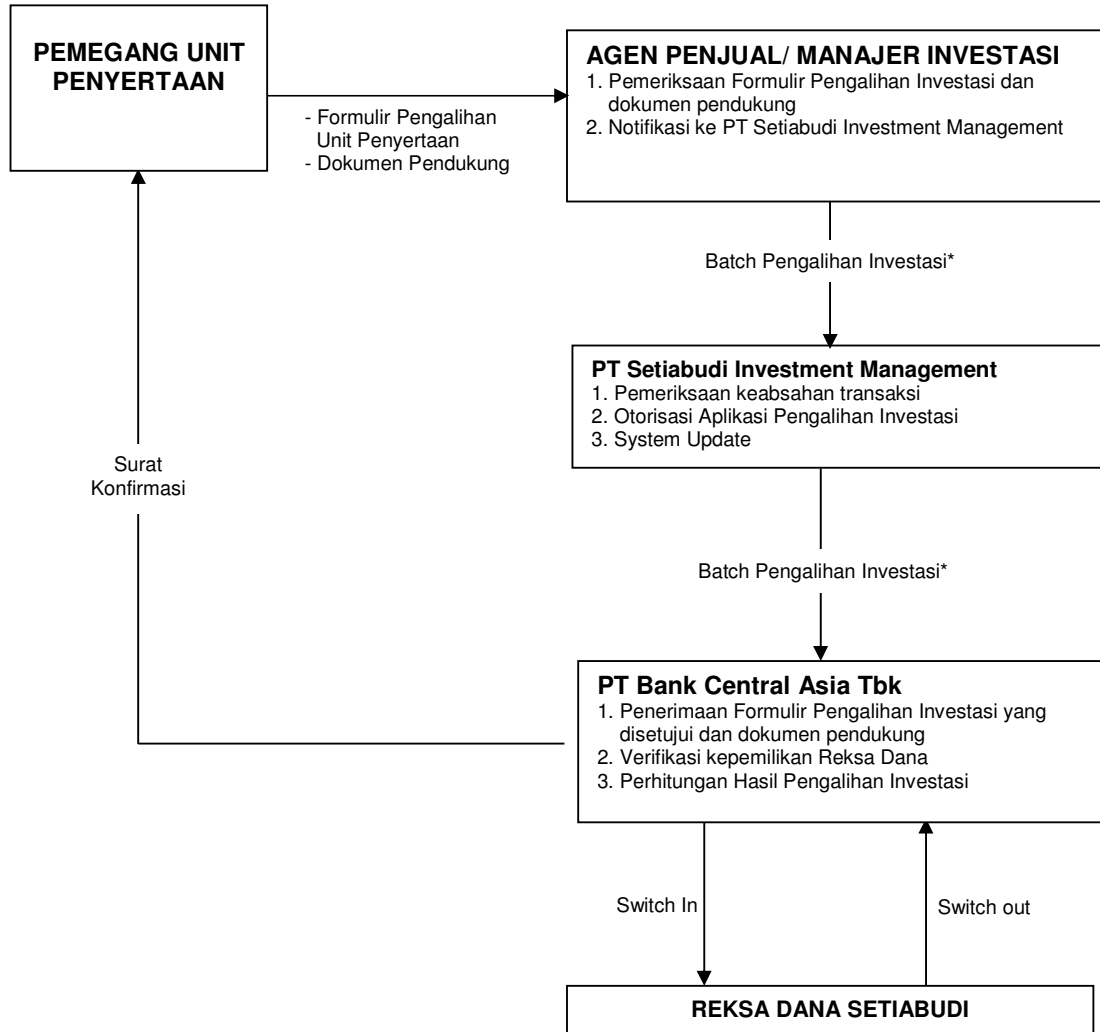 PEMEGANG UNIT
PENYERTAAN
- Formulir Pengalihan
Unit Penyertaan
- Dokumen Pendukung
AGEN PENJUAL/ MANAJER INVESTASI
1. Pemeriksaan Formulir Pengalihan Investasi dan
dokumen pendukung
2. Notifikasi ke PT Setiabudi Investment Management
Batch Pengalihan Investasi*
PT Setiabudi Investment Management
1. Pemeriksaan keabsahan transaksi
2. Otorisasi Aplikasi Pengalihan Investasi
3. System Update
Surat
Konfirmasi
Batch Pengalihan Investasi*
PT Bank Central Asia Tbk
1. Penerimaan Formulir Pengalihan Investasi yang
disetujui dan dokumen pendukung
2. Verifikasi kepemilikan Reksa Dana
3. Perhitungan Hasil Pengalihan Investasi
Switch In
Switch out
REKSA DANA SETIABUDI